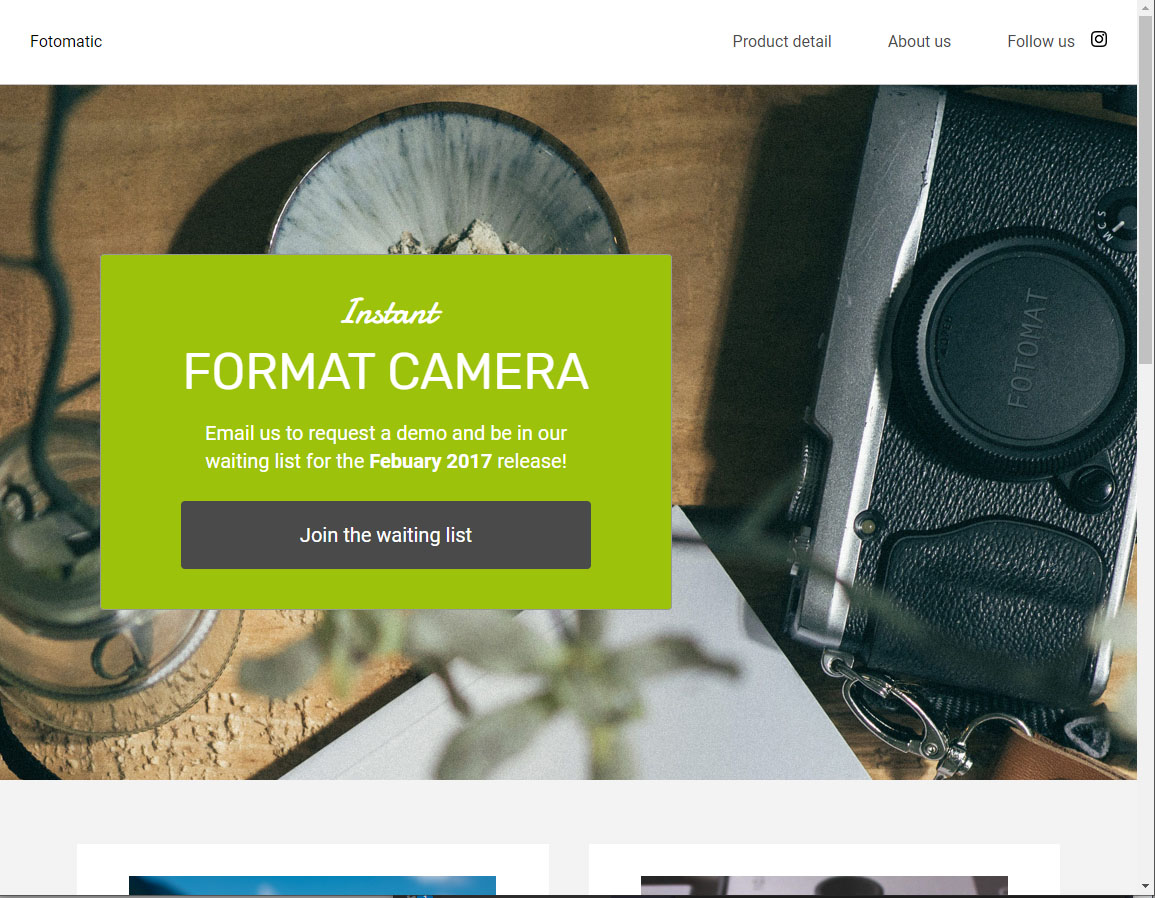 Fotomatic Product detail About us Follow us
Instant
FORMAT CAMERA
Email us to request a demo and be in our
waiting list for the Febuary 2017 release!
Join the waiting list
FOTOMAT
MCS